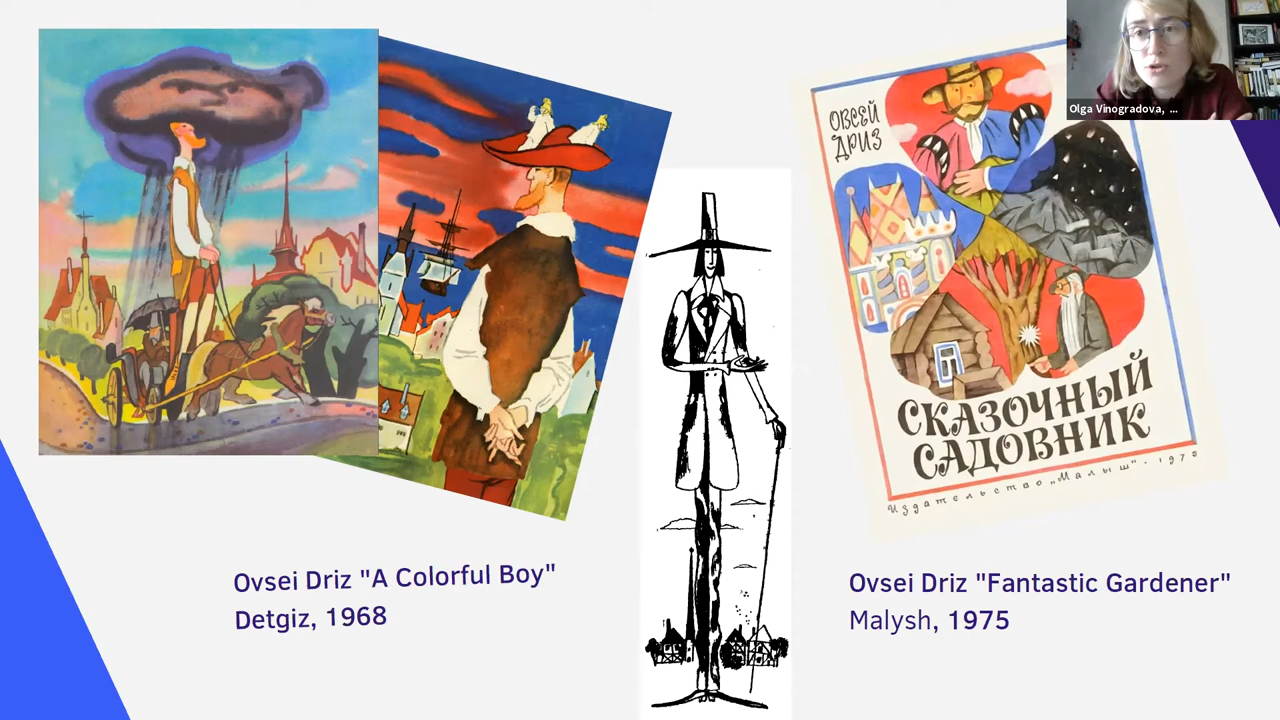 Olga Vinogradova, ...
ОВСЕЙ
ДРИЗ
СКАЗОЧНЫЙ
САДОВНИК
Издательство „Малыш“ · 1975
Ovsei Driz "A Colorful Boy"
Detgiz, 1968
Ovsei Driz "Fantastic Gardener"
Malysh, 1975